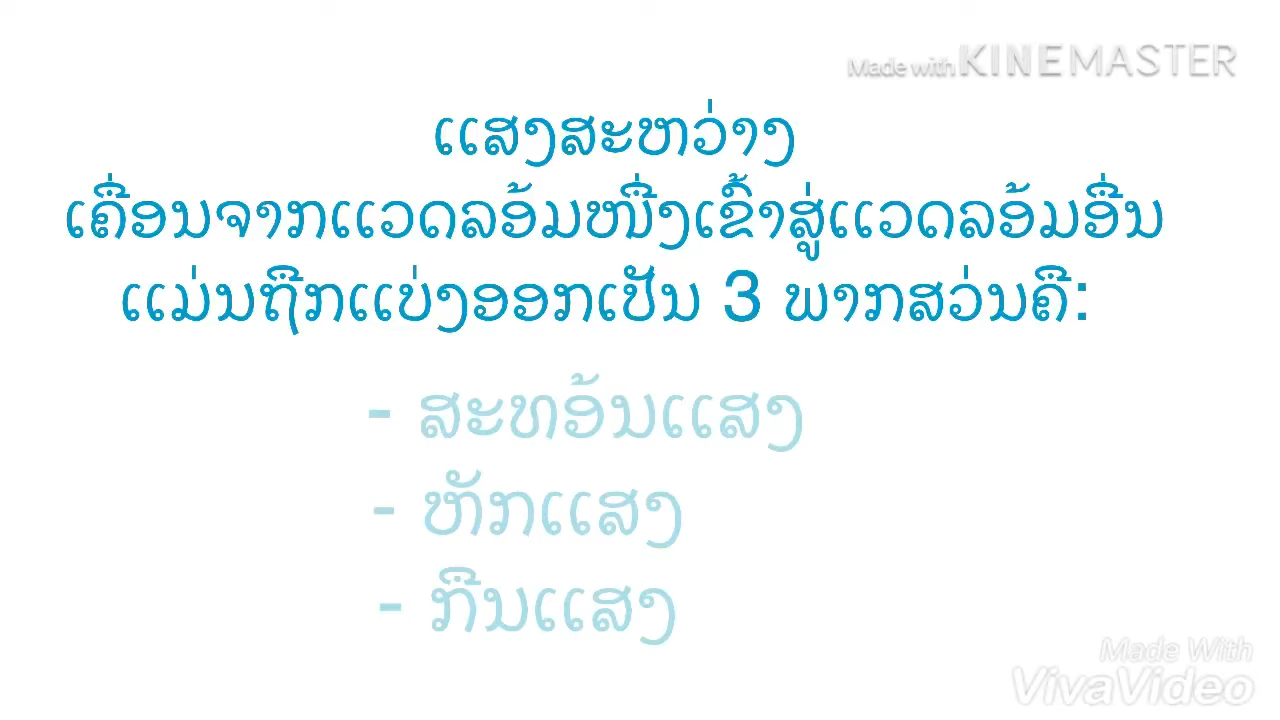 Made with KINEMASTER
ແສງສະຫວ່າງ
ເຄື່ອນຈາກແວດລອ້ມໜື່ງເຂົ້າສູ່ແວດລອ້ມອື່ນ
ແມ່ນຖືກແບ່ງອອກເປັນ 3 ພາກສວ່ນຄື:
- ສະທອ້ນແສງ
- ຫັກແສງ
- ກືນແສງ
Made With
VivaVideo